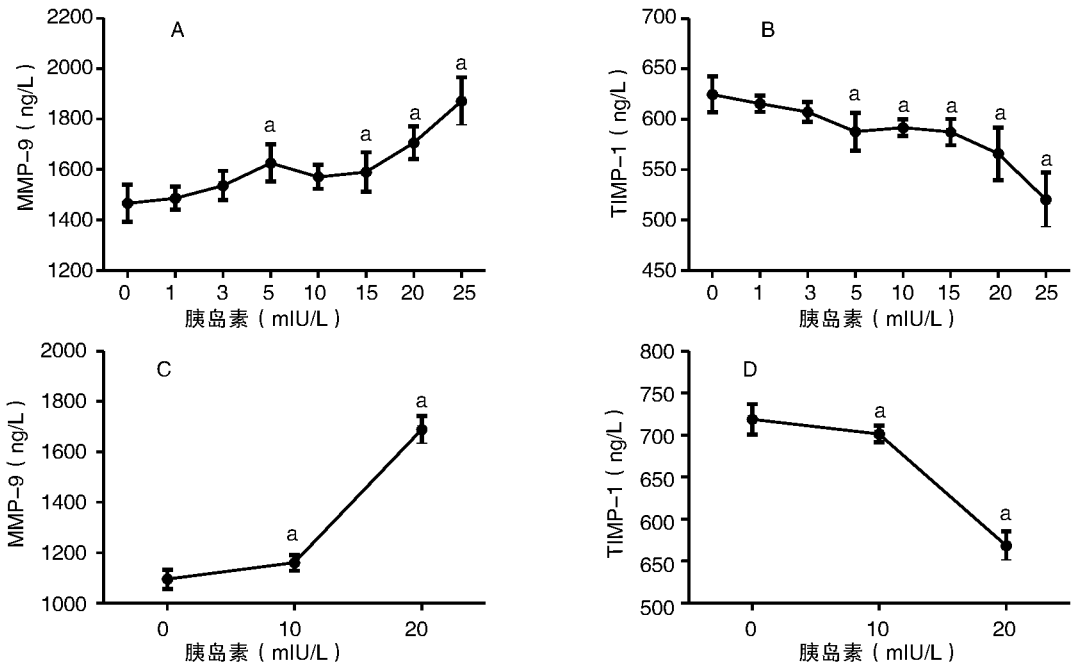 A
MMP-9 ( ng/L )
2200
2000
1800
1600
1400
1200
a
a
a
a
0 1 3 5 10 15 20 25
胰岛素 ( mIU/L )
B
TIMP-1 ( ng/L )
700
650
600
550
500
450
a
a
a
a
a
0 1 3 5 10 15 20 25
胰岛素 ( mIU/L )
C
MMP-9 ( ng/L )
2000
1800
1600
1400
1200
1000
a
a
0 10 20
胰岛素 ( mIU/L )
D
TIMP-1 ( ng/L )
800
750
700
650
600
650
500
a
a
0 10 20
胰岛素 ( mIU/L )